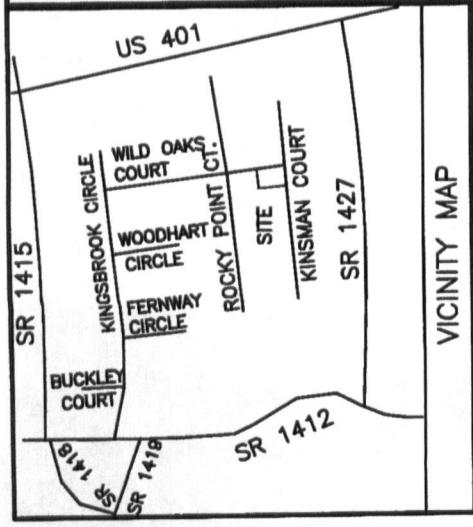 US 401
WILD OAKS
COURT
KINGSBROOK CIRCLE
ROCKY POINT CT.
SITE
KINSMAN COURT
SR 1427
SR 1415
WOODHART
CIRCLE
FERNWAY
CIRCLE
BUCKLEY
COURT
SR 1418
SR 1419
SR 1412
VICINITY MAP